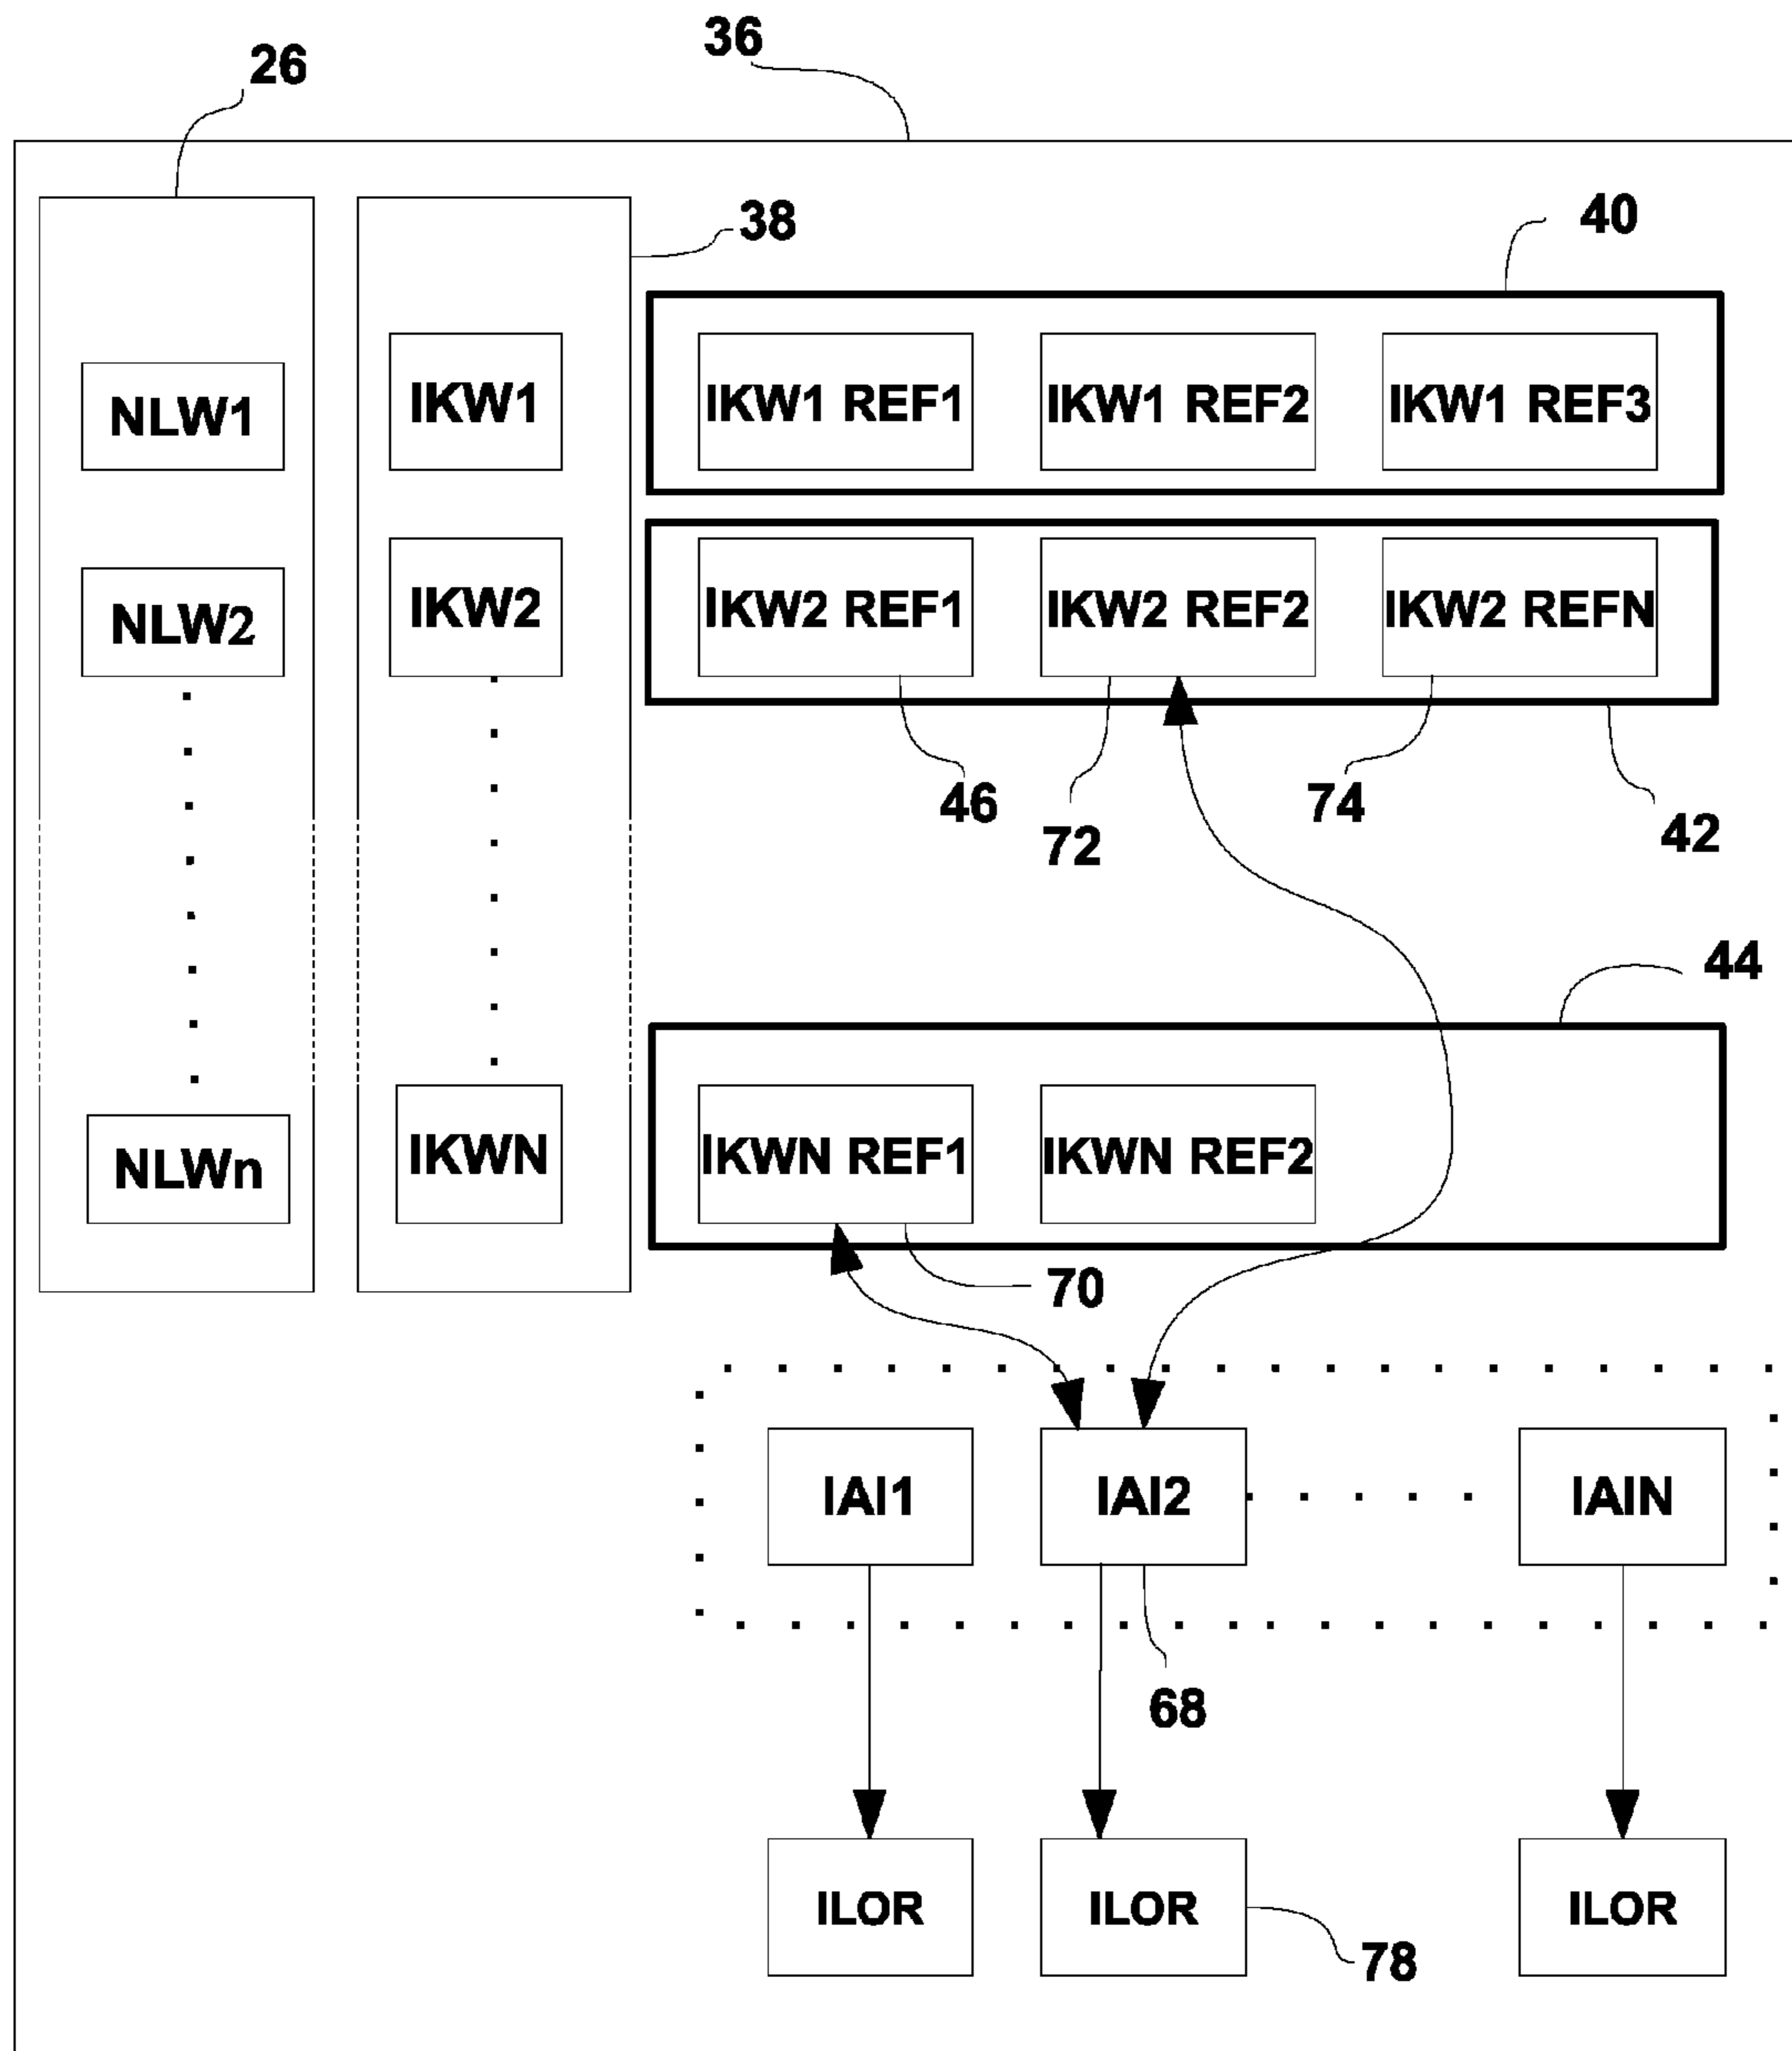 36
26
38
40
NLW1
IKW1
IKW1 REF1
IKW1 REF2
IKW1 REF3
NLW2
IKW2
IKW2 REF1
IKW2 REF2
IKW2 REFN
46
72
74
42
44
NLWn
IKWN
IKWN REF1
IKWN REF2
70
IAI1
IAI2
IAIN
68
ILOR
ILOR
ILOR
78